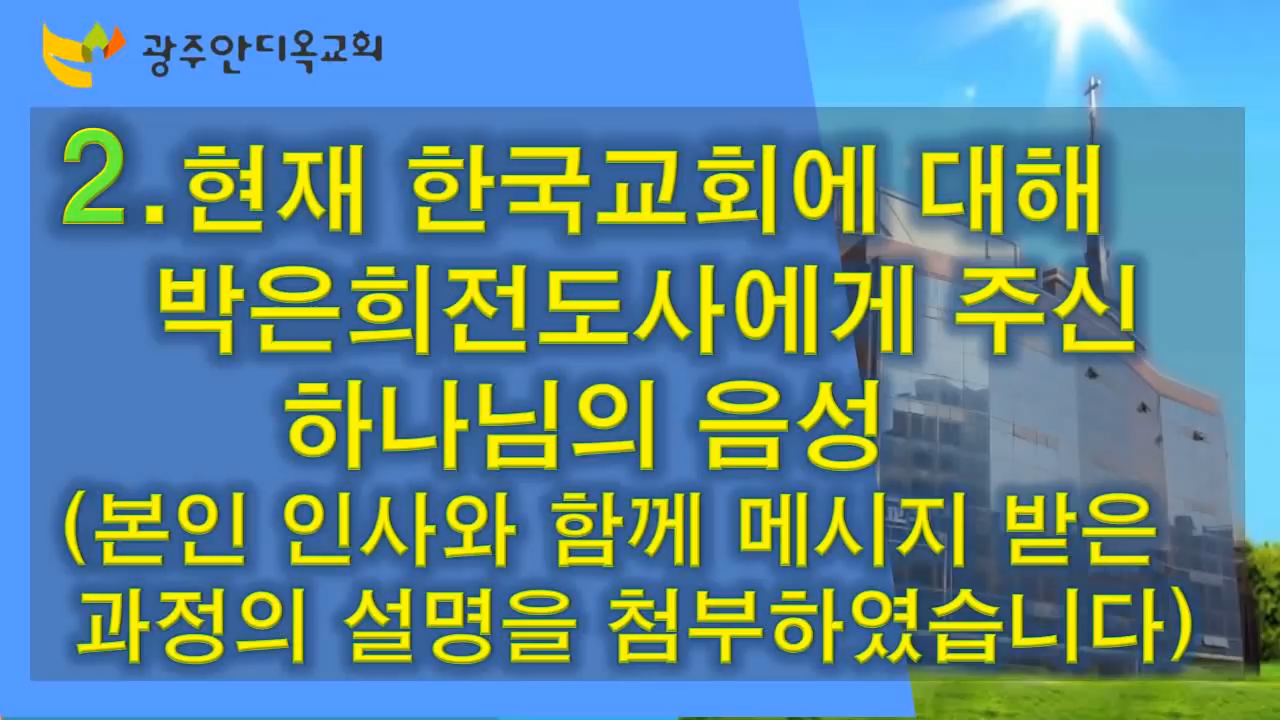 광주안디옥교회
2.현재 한국교회에 대해
박은희전도사에게 주신
하나님의 음성
(본인 인사와 함께 메시지 받은
과정의 설명을 첨부하였습니다)